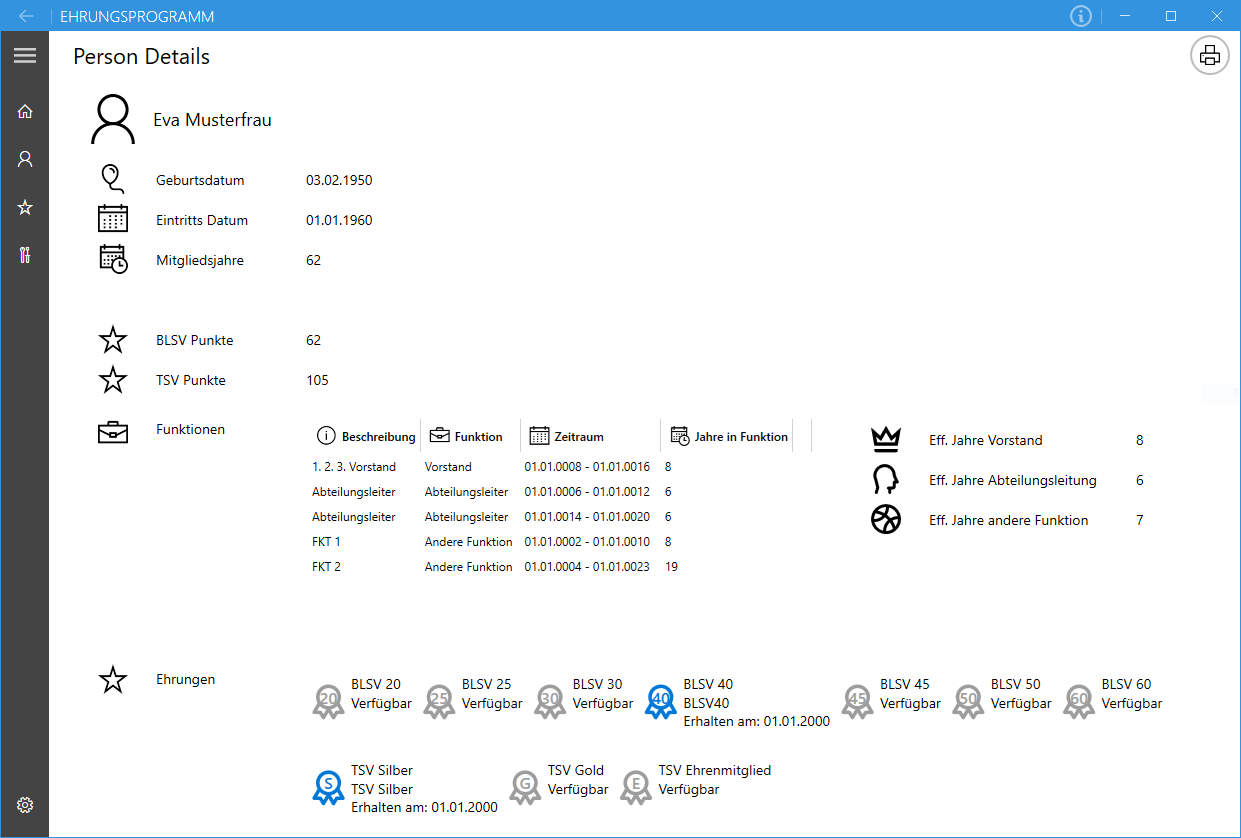 EHRUNGSPROGRAMM
Person Details
Eva Musterfrau
Geburtsdatum 03.02.1950
Eintritts Datum 01.01.1960
Mitgliedsjahre 62
BLSV Punkte 62
TSV Punkte 105
Funktionen
Beschreibung Funktion Zeitraum Jahre in Funktion
1. 2. 3. Vorstand Vorstand 01.01.0008 - 01.01.0016 8
Abteilungsleiter Abteilungsleiter 01.01.0006 - 01.01.0012 6
Abteilungsleiter Abteilungsleiter 01.01.0014 - 01.01.0020 6
FKT 1 Andere Funktion 01.01.0002 - 01.01.0010 8
FKT 2 Andere Funktion 01.01.0004 - 01.01.0023 19
Eff. Jahre Vorstand 8
Eff. Jahre Abteilungsleitung 6
Eff. Jahre andere Funktion 7
Ehrungen
20 BLSV 20
Verfügbar
25 BLSV 25
Verfügbar
30 BLSV 30
Verfügbar
40 BLSV 40
BLSV40
Erhalten am: 01.01.2000
45 BLSV 45
Verfügbar
50 BLSV 50
Verfügbar
60 BLSV 60
Verfügbar
S TSV Silber
TSV Silber
Erhalten am: 01.01.2000
G TSV Gold
Verfügbar
E TSV Ehrenmitglied
Verfügbar